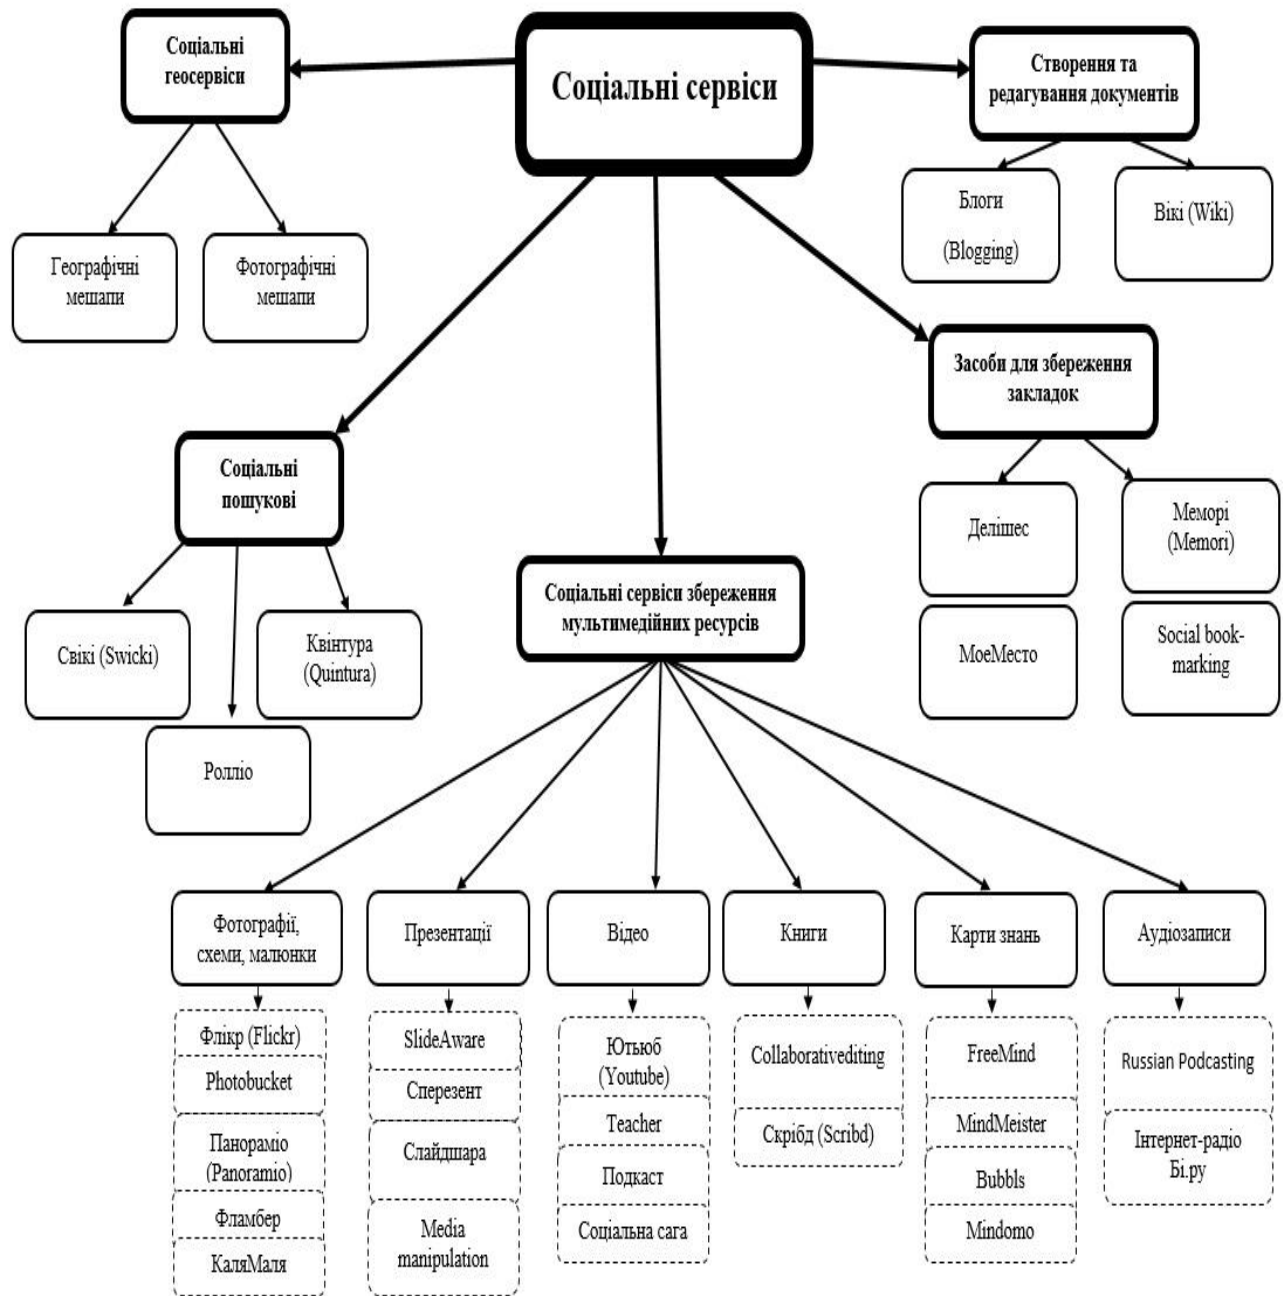 Соціальні
геосервіси
Соціальні сервіси
Створення та
редагування документів
Блоги
(Blogging)
Вікі (Wiki)
Географічні
мешапи
Фотографічні
мешапи
Засоби для збереження
закладок
Соціальні
пошукові
Делішес
Меморі
(Memori)
Соціальні сервіси збереження
мультимедійних ресурсів
Свікі (Swicki)
Квінтура
(Quintura)
МоеМесто
Social book-
marking
Ролліо
Фотографії,
схеми, малюнки
Презентації
Відео
Книги
Карти знань
Аудіозаписи
Флікр (Flickr)
Photobucket
Панораміо
(Panoramio)
Фламбер
КаляМаля
SlideAware
Сперезент
Слайдшара
Media
manipulation
Ютьюб
(Youtube)
Teacher
Подкаст
Соціальна сага
Collaborativediting
Скрібд (Scribd)
FreeMind
MindMeister
Bubbls
Mindomo
Russian Podcasting
Інтернет-радіо
Бі.ру